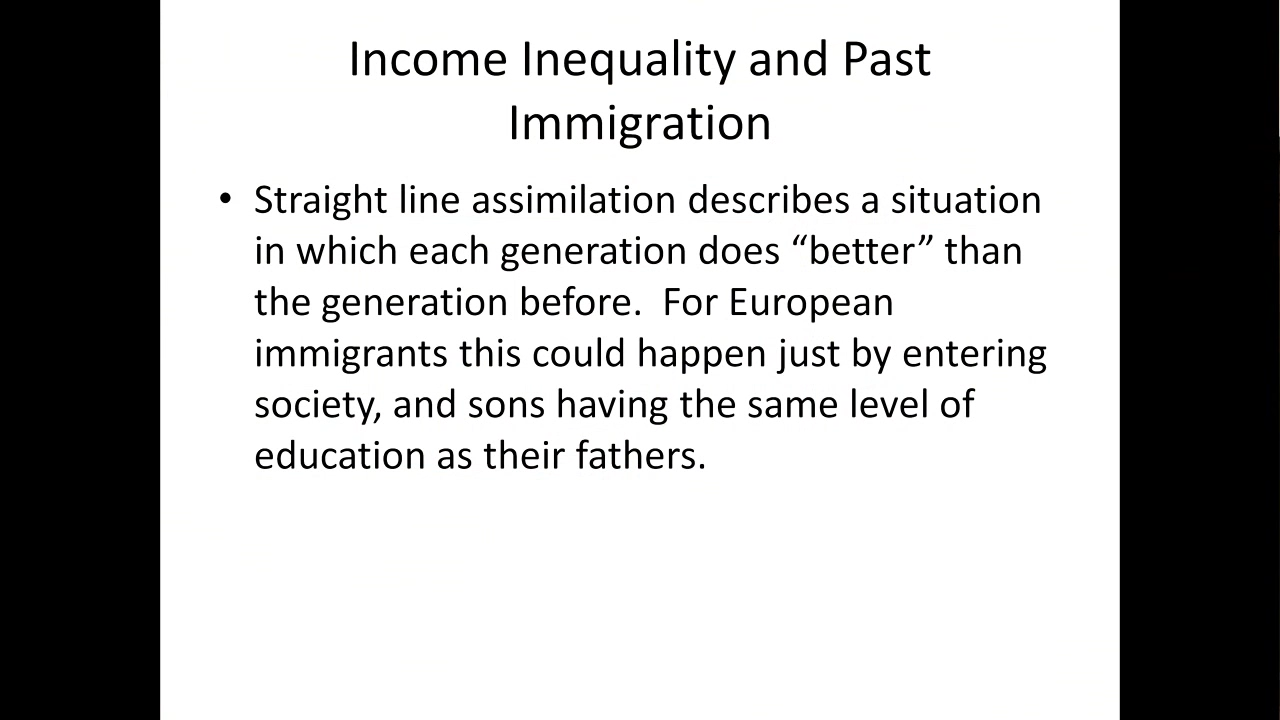 Income Inequality and Past
Immigration
• Straight line assimilation describes a situation
in which each generation does “better” than
the generation before.  For European
immigrants this could happen just by entering
society, and sons having the same level of
education as their fathers.